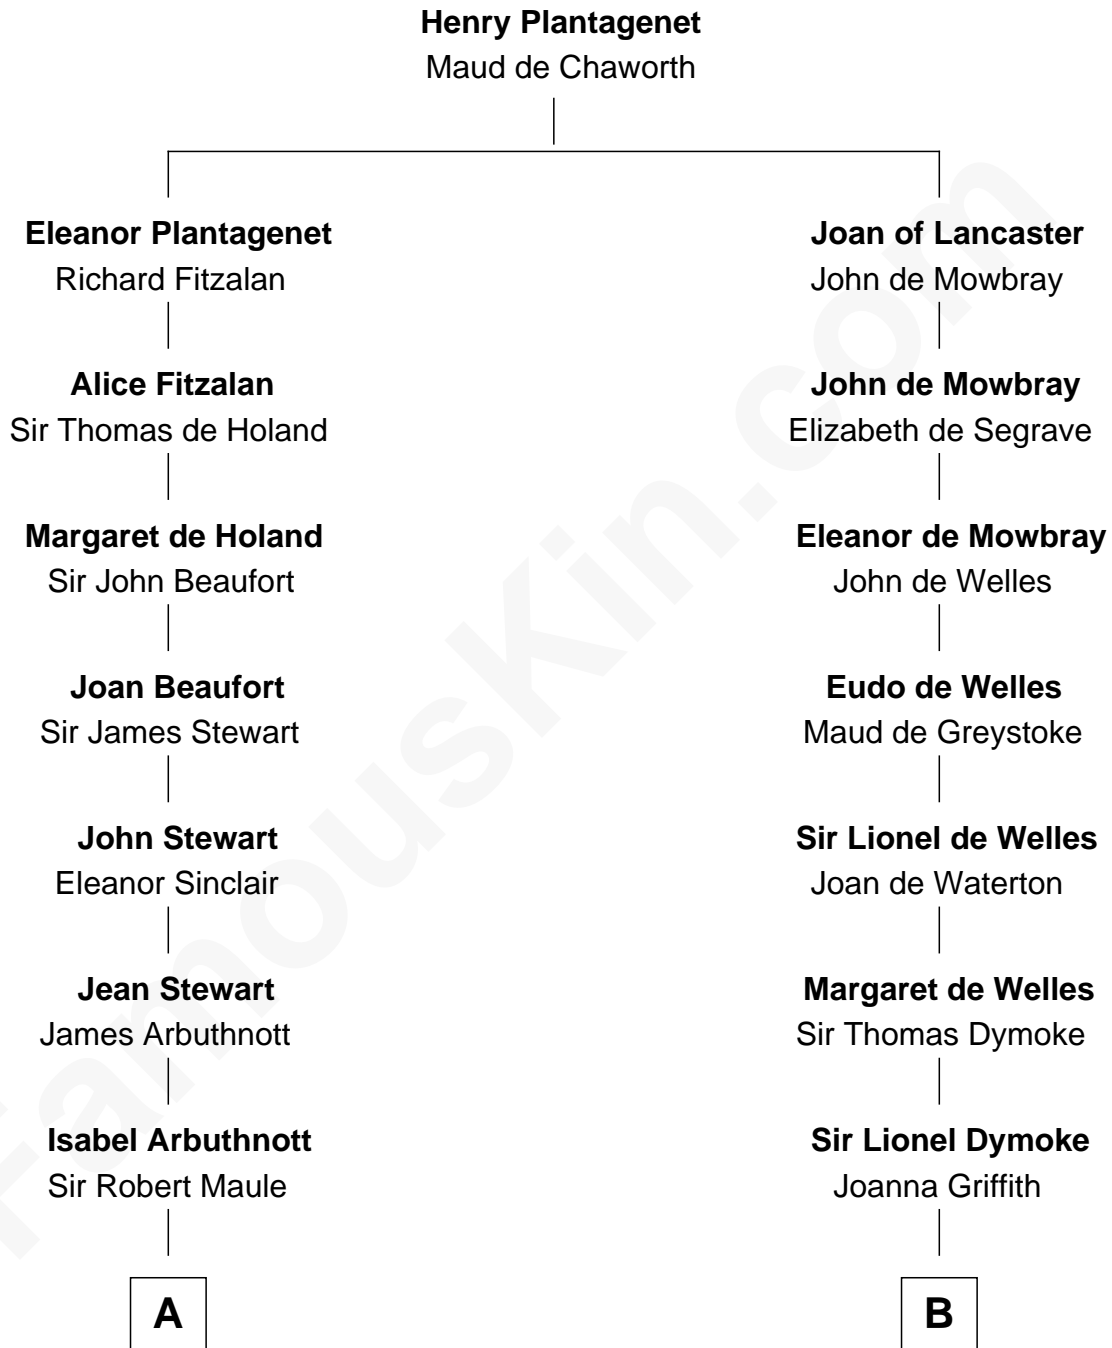 Henry Plantagenet
Maud de Chaworth
Eleanor Plantagenet
Richard Fitzalan
Alice Fitzalan
Sir Thomas de Holand
Margaret de Holand
Sir John Beaufort
Joan Beaufort
Sir James Stewart
John Stewart
Eleanor Sinclair
Jean Stewart
James Arbuthnott
Isabel Arbuthnott
Sir Robert Maule
A
Joan of Lancaster
John de Mowbray
John de Mowbray
Elizabeth de Segrave
Eleanor de Mowbray
John de Welles
Eudo de Welles
Maud de Greystoke
Sir Lionel de Welles
Joan de Waterton
Margaret de Welles
Sir Thomas Dymoke
Sir Lionel Dymoke
Joanna Griffith
B
FamousKin.com